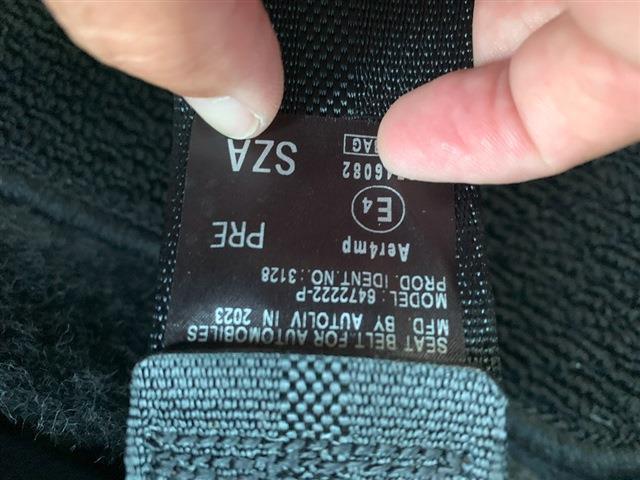 SEAT BELT FOR AUTOMOBILES
MFD. BY AUTOLIV IN 2023
MODEL: 6472222-P
PROD. IDENT.NO: 3128
Aer4mp
PRE
E4
46082
SZA